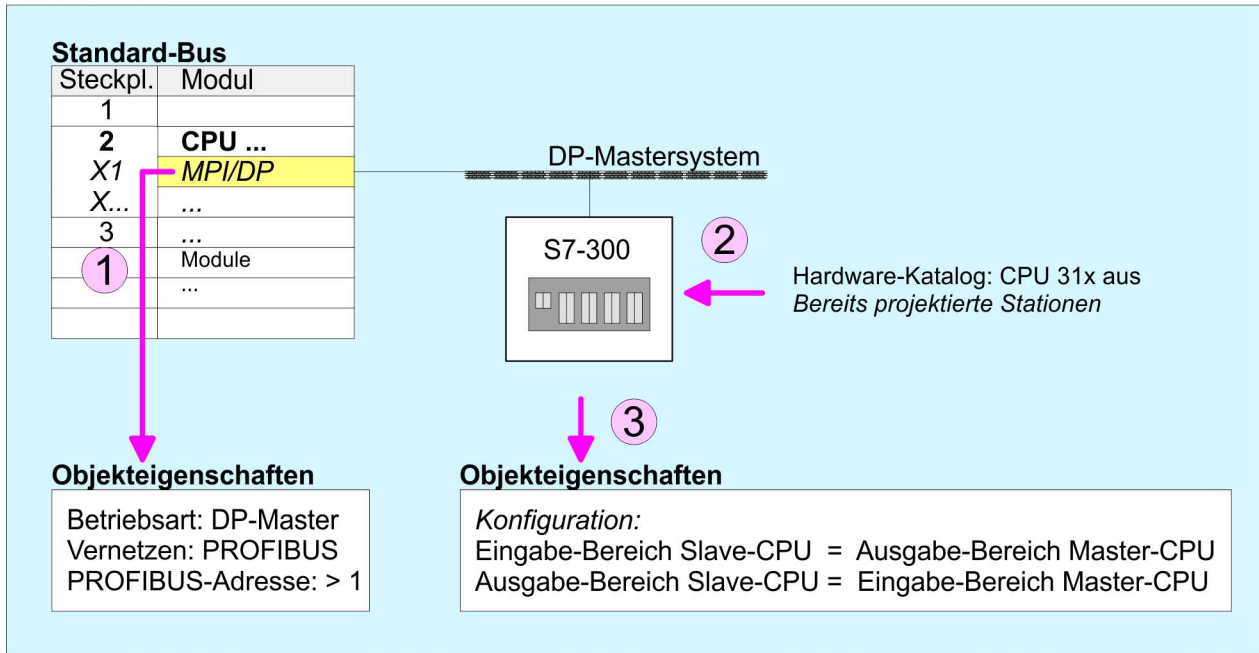 Standard-Bus
Steckpl. Modul
1
2 CPU ...
X1 MPI/DP
X... ...
3 ...
Module
...
1
DP-Mastersystem
S7-300
2
Hardware-Katalog: CPU 31x aus
Bereits projektierte Stationen
3
Objekteigenschaften
Betriebsart: DP-Master
Vernetzen: PROFIBUS
PROFIBUS-Adresse: > 1
Objekteigenschaften
Konfiguration:
Eingabe-Bereich Slave-CPU = Ausgabe-Bereich Master-CPU
Ausgabe-Bereich Slave-CPU = Eingabe-Bereich Master-CPU